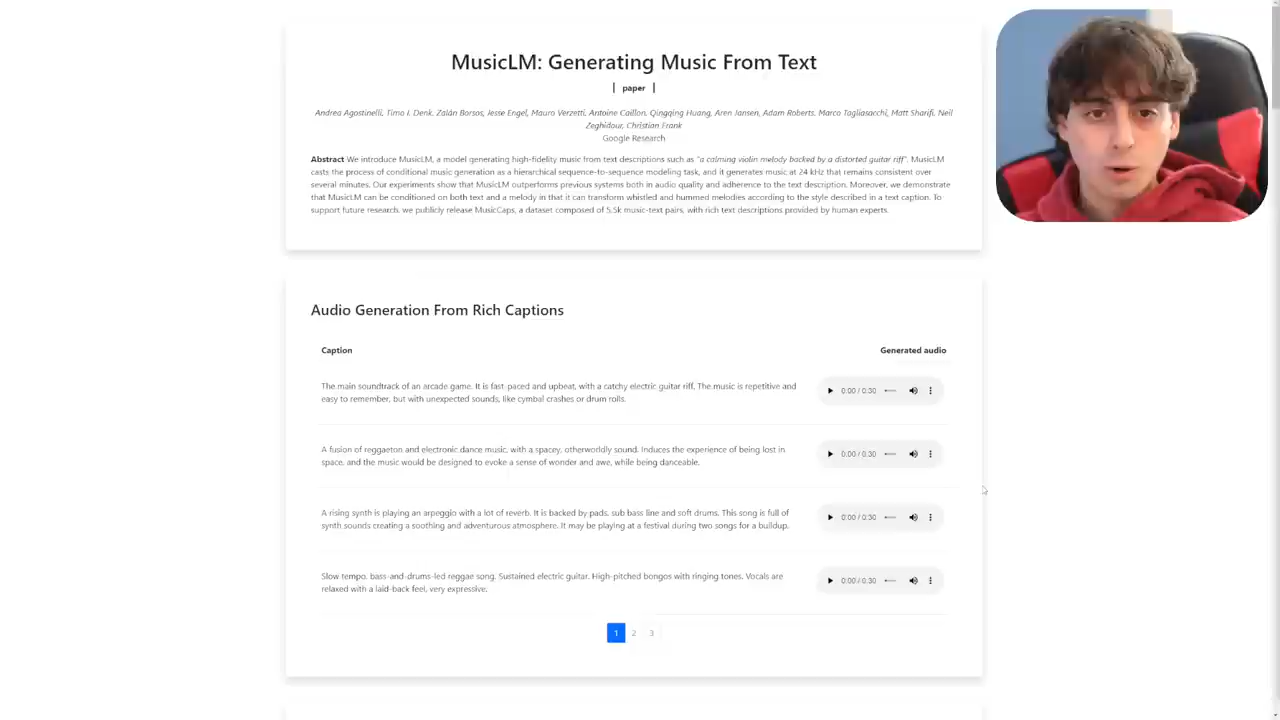 MusicLM: Generating Music From Text
| paper |
Andrea Agostinelli, Timo I. Denk, Zalán Borsos, Jesse Engel, Mauro Verzetti, Antoine Caillon, Qingqing Huang, Aren Jansen, Adam Roberts, Marco Tagliasacchi, Matt Sharifi, Neil
Zeghidour, Christian Frank
Google Research
Abstract We introduce MusicLM, a model generating high-fidelity music from text descriptions such as "a calming violin melody backed by a distorted guitar riff". MusicLM
casts the process of conditional music generation as a hierarchical sequence-to-sequence modeling task, and it generates music at 24 kHz that remains consistent over
several minutes. Our experiments show that MusicLM outperforms previous systems both in audio quality and adherence to the text description. Moreover, we demonstrate
that MusicLM can be conditioned on both text and a melody in that it can transform whistled and hummed melodies according to the style described in a text caption. To
support future research, we publicly release MusicCaps, a dataset composed of 5.5k music-text pairs, with rich text descriptions provided by human experts.
Audio Generation From Rich Captions
Caption Generated audio
The main soundtrack of an arcade game. It is fast-paced and upbeat, with a catchy electric guitar riff. The music is repetitive and
easy to remember, but with unexpected sounds, like cymbal crashes or drum rolls.
0:00 / 0:30
A fusion of reggaeton and electronic dance music, with a spacey, otherworldly sound. Induces the experience of being lost in
space, and the music would be designed to evoke a sense of wonder and awe, while being danceable.
0:00 / 0:30
A rising synth is playing an arpeggio with a lot of reverb. It is backed by pads, sub bass line and soft drums. This song is full of
synth sounds creating a soothing and adventurous atmosphere. It may be playing at a festival during two songs for a buildup.
0:00 / 0:30
Slow tempo, bass-and-drums-led reggae song. Sustained electric guitar. High-pitched bongos with ringing tones. Vocals are
relaxed with a laid-back feel, very expressive.
0:00 / 0:30
1 2 3